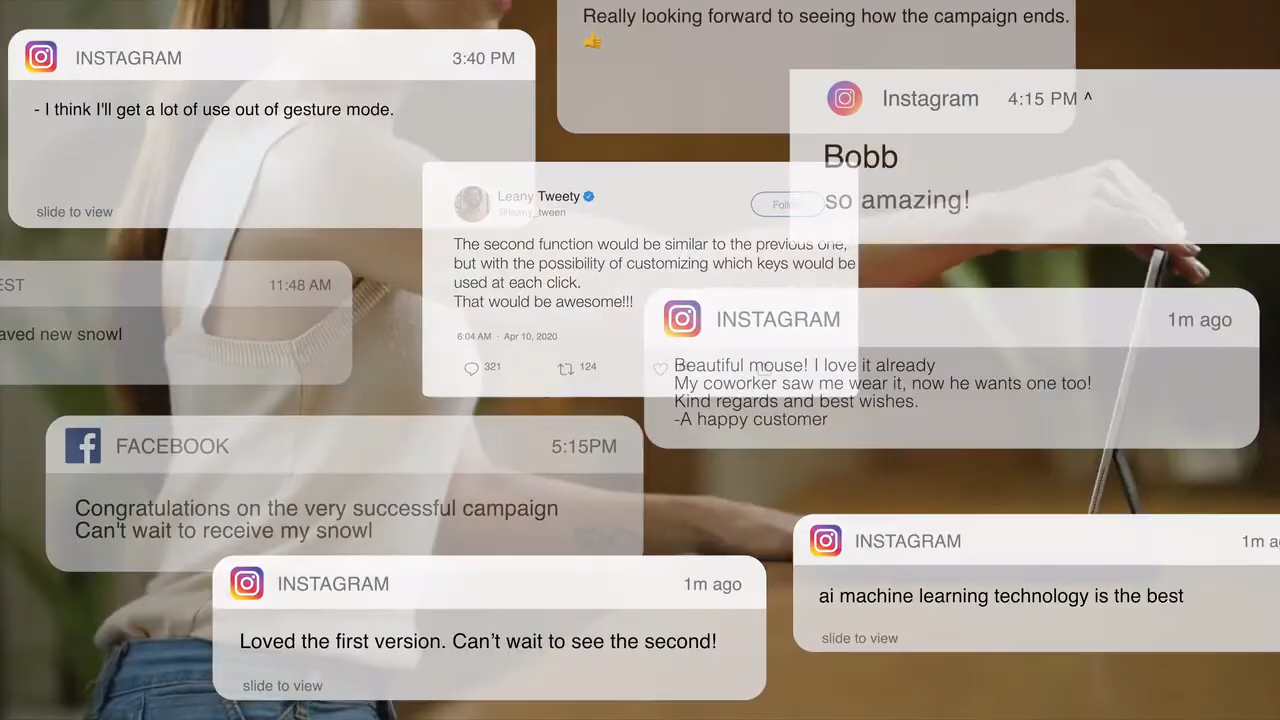 Really looking forward to seeing how the campaign ends.
👍
INSTAGRAM 3:40 PM
- I think I'll get a lot of use out of gesture mode.
slide to view
Instagram 4:15 PM ^
Bobb
so amazing!
Leany Tweety
@leany_tween
Follow
The second function would be similar to the previous one,
but with the possibility of customizing which keys would be
used at each click.
That would be awesome!!!
6:04 AM · Apr 10, 2020
321 124
EST 11:48 AM
aved new snowl
INSTAGRAM 1m ago
Beautiful mouse! I love it already
My coworker saw me wear it, now he wants one too!
Kind regards and best wishes.
-A happy customer
FACEBOOK 5:15PM
Congratulations on the very successful campaign
Can't wait to receive my snowl
INSTAGRAM 1m ago
Loved the first version. Can't wait to see the second!
slide to view
INSTAGRAM 1m a
ai machine learning technology is the best
slide to view